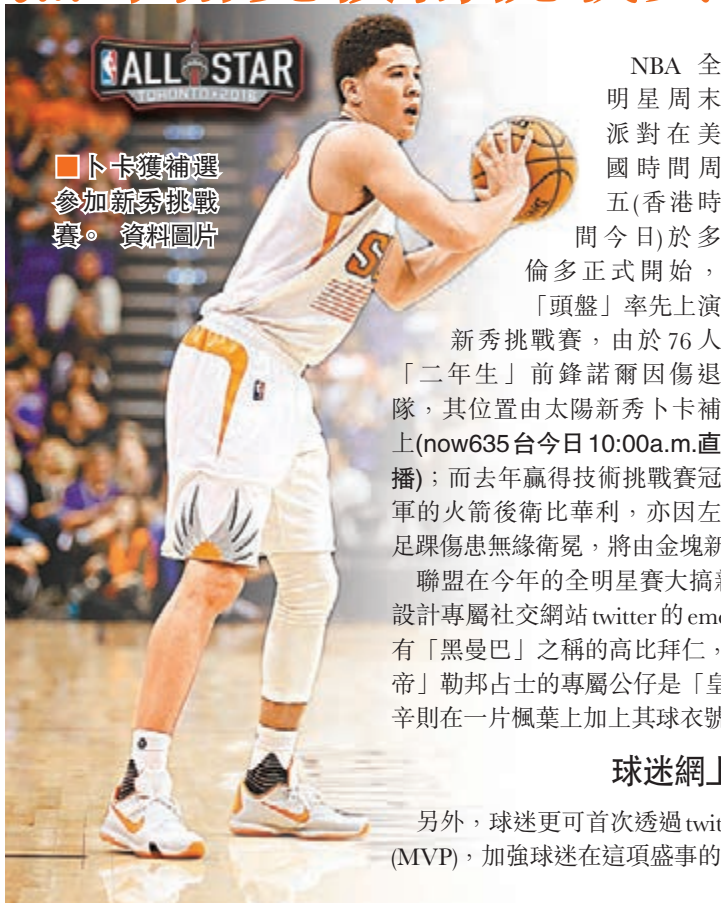 NBA ALL STAR
TORONTO 2016
■卜卡獲補選
參加新秀挑戰
賽。 資料圖片
NBA 全
明星周末
派對在美
國時間周
五(香港時
間今日)於多
倫多正式開始，
「頭盤」率先上演
新秀挑戰賽，由於76人
「二年生」前鋒諾爾因傷退
隊，其位置由太陽新秀卜卡補
上(now635台今日10:00a.m.直
播)；而去年贏得技術挑戰賽冠
軍的火箭後衛比華利，亦因左
足踝傷患無緣衛冕，將由金塊新
聯盟在今年的全明星賽大搞
設計專屬社交網站twitter的em
有「黑曼巴」之稱的高比拜仁，
帝」勒邦占士的專屬公仔是「皇
辛則在一片楓葉上加上其球衣號
球迷網上
另外，球迷更可首次透過twit
(MVP)，加強球迷在這項盛事的